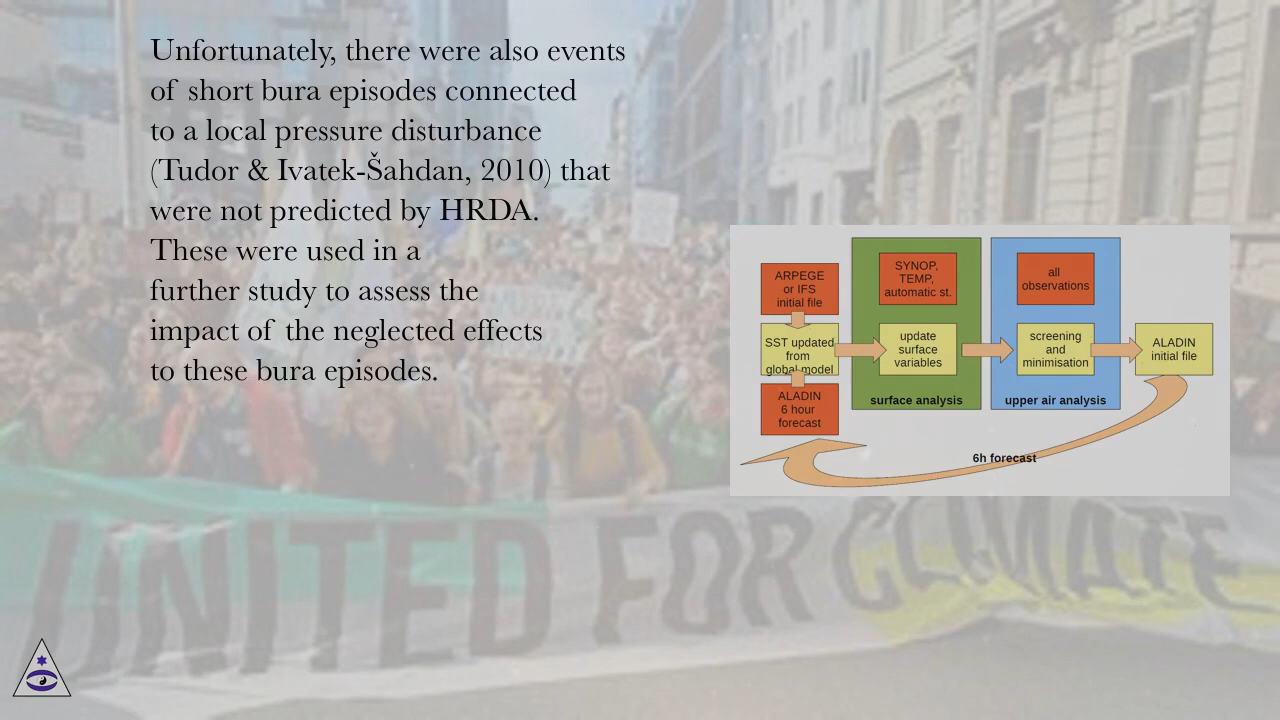 Unfortunately, there were also events
of short bura episodes connected
to a local pressure disturbance
(Tudor & Ivatek-Šahdan, 2010) that
were not predicted by HRDA.
These were used in a
further study to assess the
impact of the neglected effects
to these bura episodes.
ARPEGE
or IFS
initial file
SST updated
from
global model
ALADIN
6 hour
forecast
SYNOP,
TEMP,
automatic st.
update
surface
variables
surface analysis
all
observations
screening
and
minimisation
upper air analysis
ALADIN
initial file
6h forecast
UNITED FOR CLIMATE